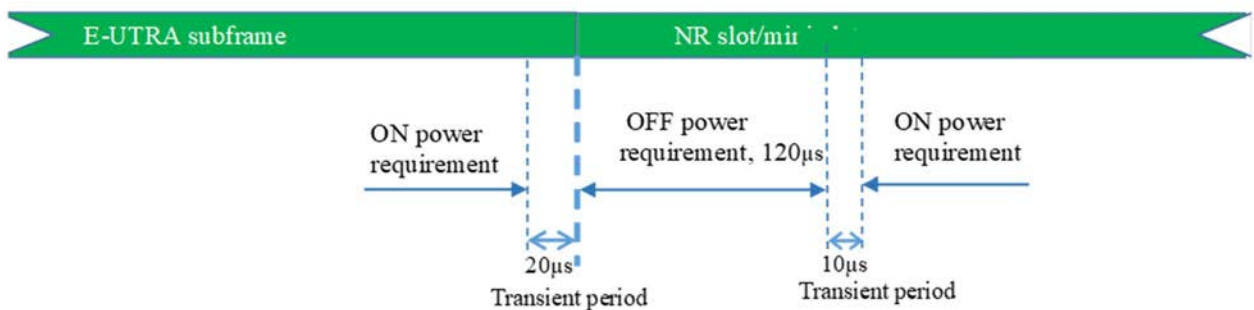 E-UTRA subframe
NR slot/mini
ON power
requirement
OFF power
requirement, 120µs
ON power
requirement
20µs
Transient period
10µs
Transient period